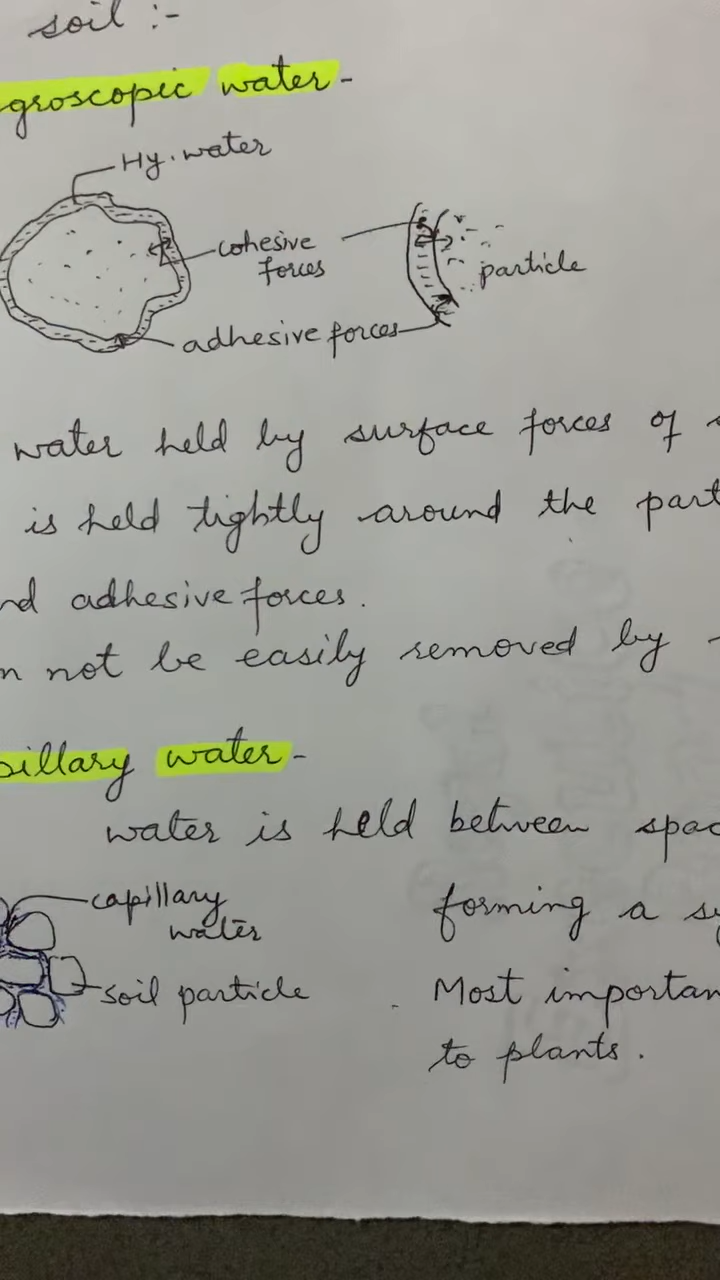 soil :-
groscopic water -
Hy. water
cohesive
forces
particle
adhesive forces
water held by surface forces of
is held tightly around the part
nd adhesive forces.
n not be easily removed by
pillary water -
water is held between spac
capillary
water
forming a sy
soil particle
Most importan
to plants.